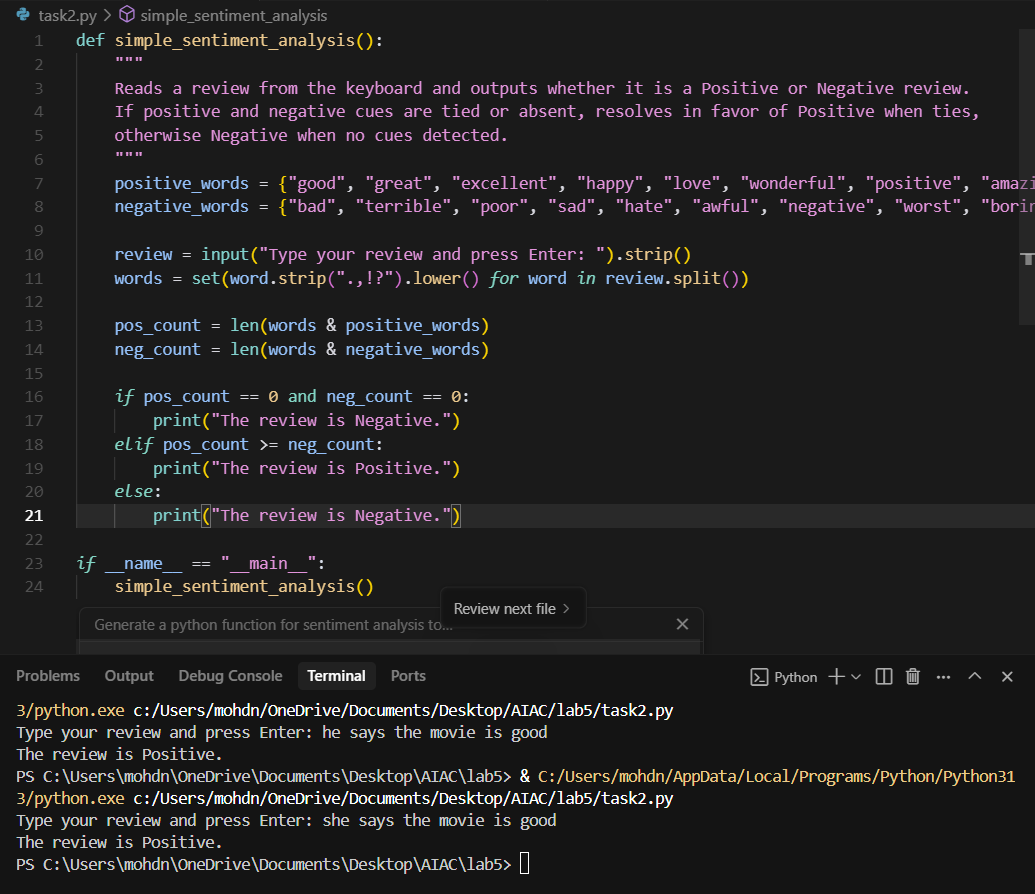 task2.py > simple_sentiment_analysis
1 def simple_sentiment_analysis():
2     """
3     Reads a review from the keyboard and outputs whether it is a Positive or Negative review.
4     If positive and negative cues are tied or absent, resolves in favor of Positive when ties,
5     otherwise Negative when no cues detected.
6     """
7     positive_words = {"good", "great", "excellent", "happy", "love", "wonderful", "positive", "amazi
8     negative_words = {"bad", "terrible", "poor", "sad", "hate", "awful", "negative", "worst", "borin
9
10     review = input("Type your review and press Enter: ").strip()
11     words = set(word.strip(".,!?").lower() for word in review.split())
12
13     pos_count = len(words & positive_words)
14     neg_count = len(words & negative_words)
15
16     if pos_count == 0 and neg_count == 0:
17         print("The review is Negative.")
18     elif pos_count >= neg_count:
19         print("The review is Positive.")
20     else:
21         print("The review is Negative.")
22
23 if __name__ == "__main__":
24     simple_sentiment_analysis()
Review next file >
Generate a python function for sentiment analysis to...
Problems Output Debug Console Terminal Ports Python
3/python.exe c:/Users/mohdn/OneDrive/Documents/Desktop/AIAC/lab5/task2.py
Type your review and press Enter: he says the movie is good
The review is Positive.
PS C:\Users\mohdn\OneDrive\Documents\Desktop\AIAC\lab5> & C:/Users/mohdn/AppData/Local/Programs/Python/Python31
3/python.exe c:/Users/mohdn/OneDrive/Documents/Desktop/AIAC/lab5/task2.py
Type your review and press Enter: she says the movie is good
The review is Positive.
PS C:\Users\mohdn\OneDrive\Documents\Desktop\AIAC\lab5>